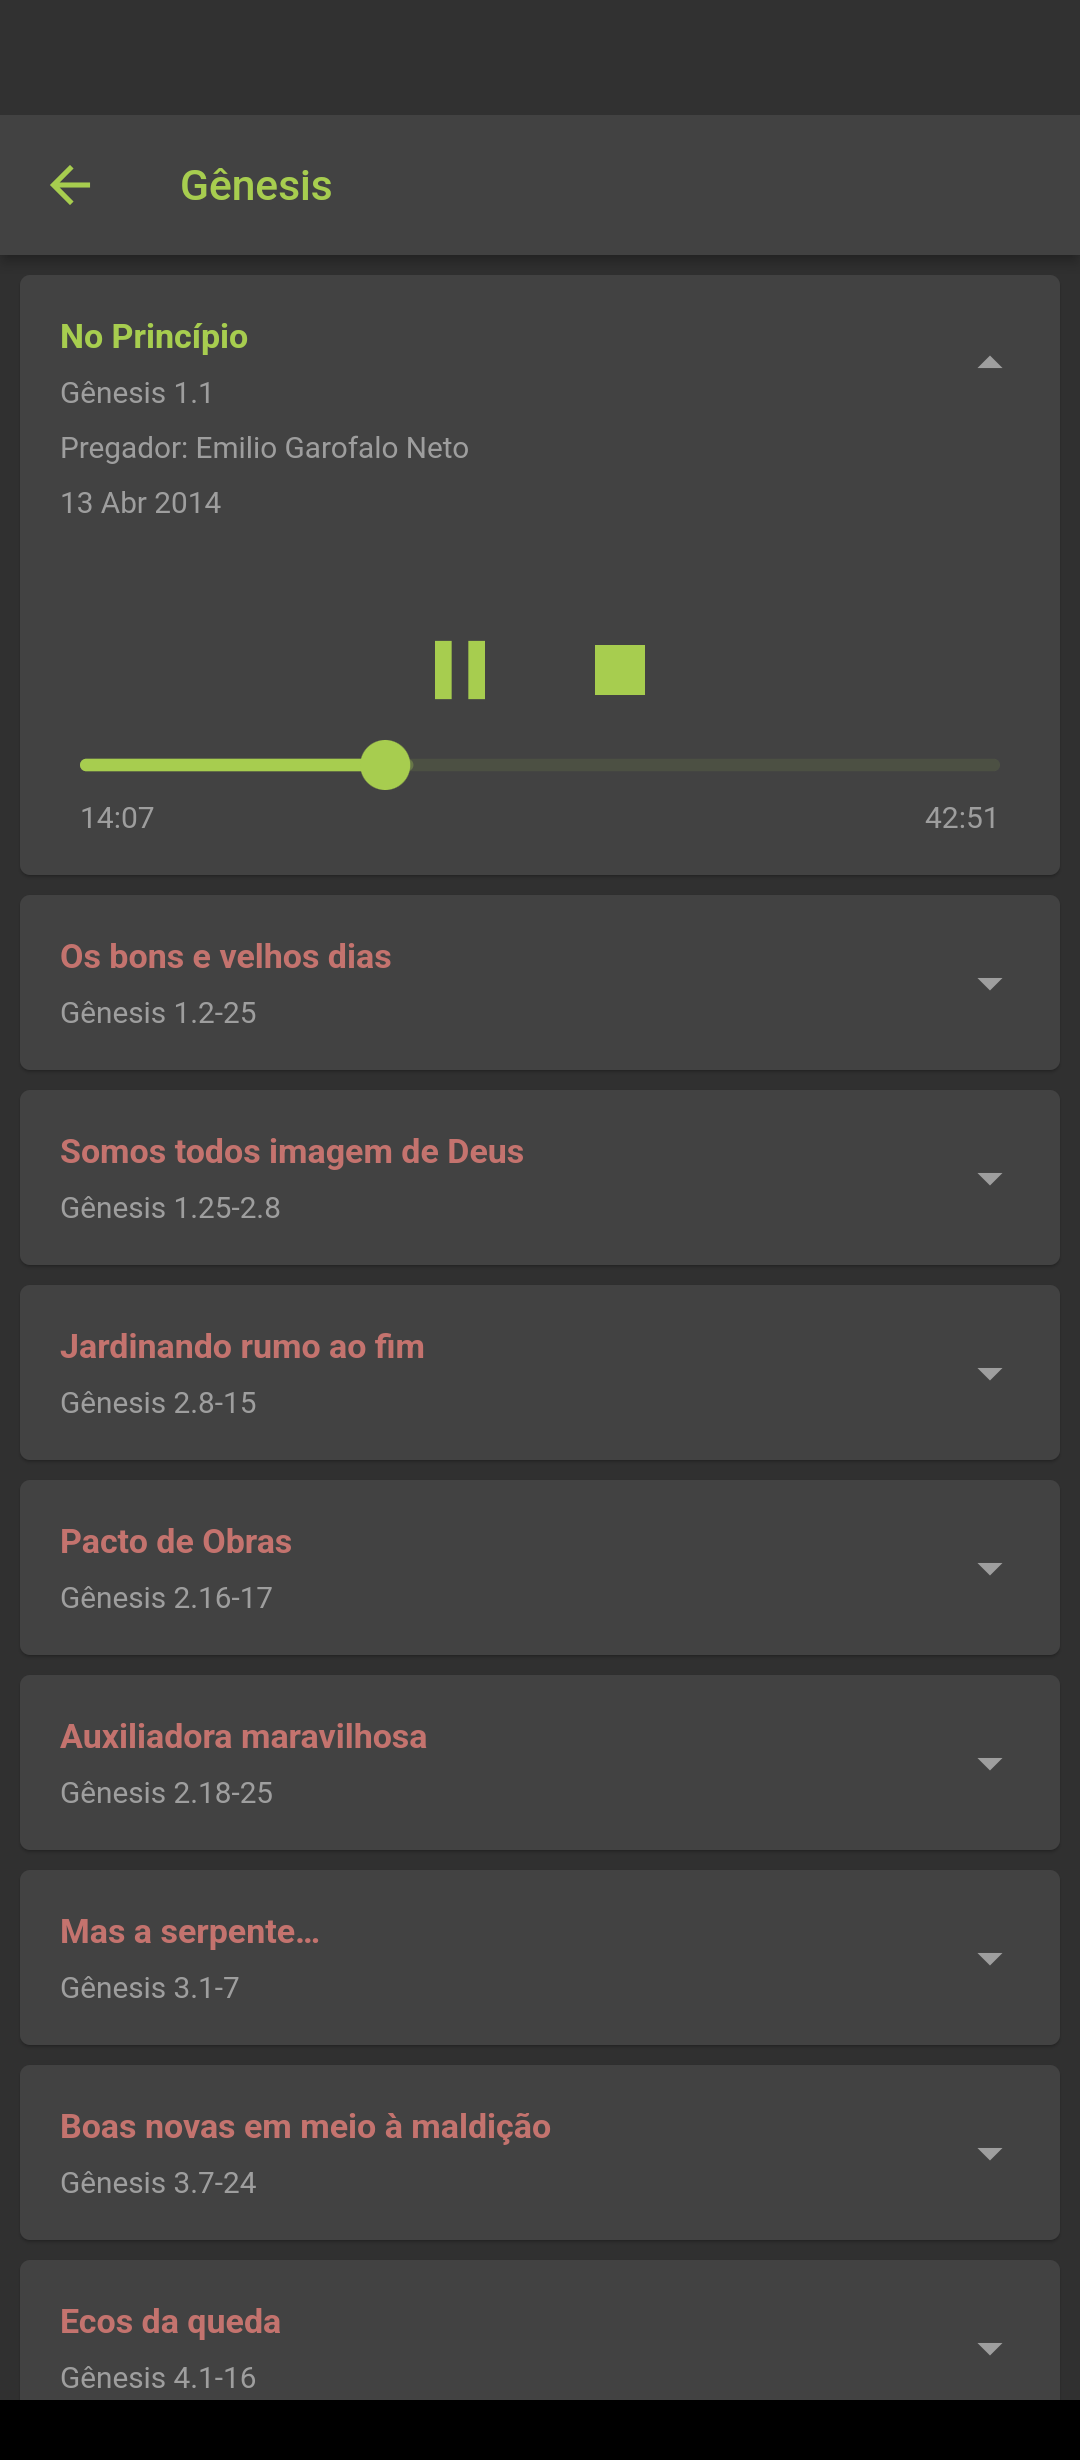 Gênesis
No Princípio
Gênesis 1.1
Pregador: Emilio Garofalo Neto
13 Abr 2014
14:07
42:51
Os bons e velhos dias
Gênesis 1.2-25
Somos todos imagem de Deus
Gênesis 1.25-2.8
Jardinando rumo ao fim
Gênesis 2.8-15
Pacto de Obras
Gênesis 2.16-17
Auxiliadora maravilhosa
Gênesis 2.18-25
Mas a serpente...
Gênesis 3.1-7
Boas novas em meio à maldição
Gênesis 3.7-24
Ecos da queda
Gênesis 4.1-16